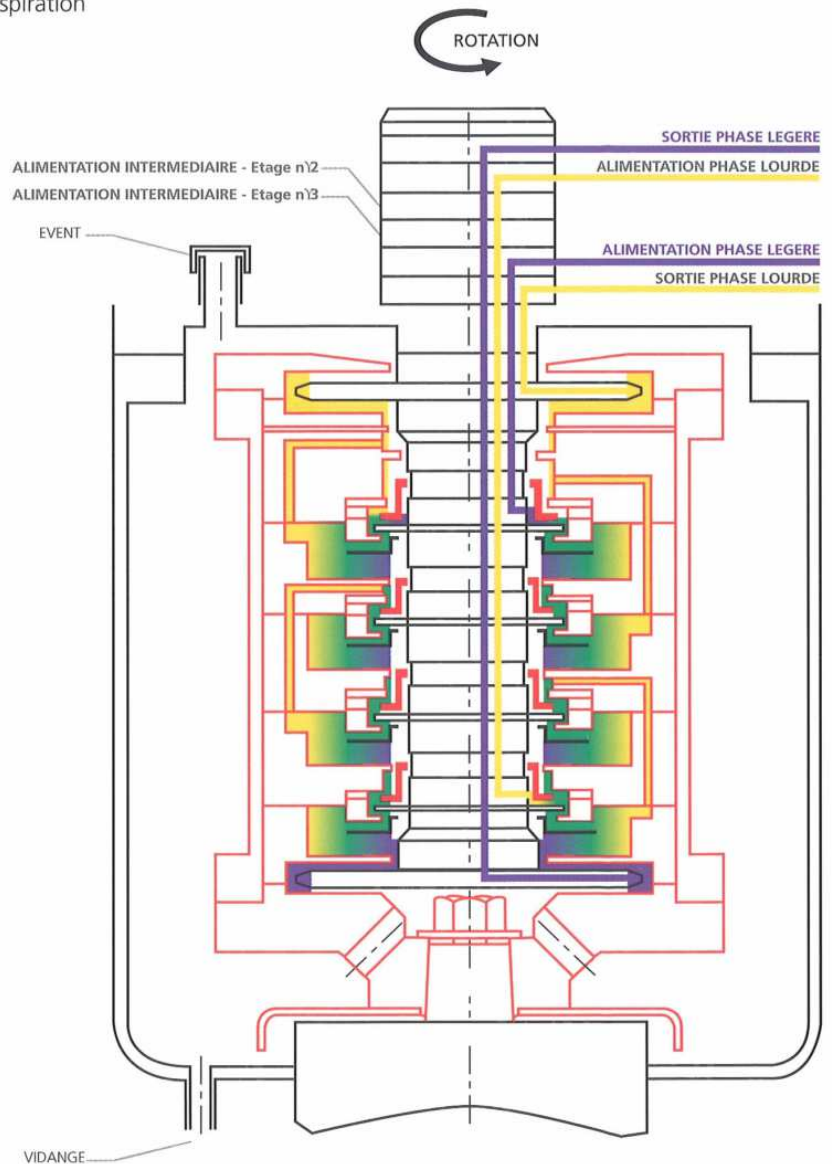 spiration
ROTATION
SORTIE PHASE LEGERE
ALIMENTATION PHASE LOURDE
ALIMENTATION INTERMEDIAIRE - Etage n�2
ALIMENTATION INTERMEDIAIRE - Etage n�3
EVENT
ALIMENTATION PHASE LEGERE
SORTIE PHASE LOURDE
VIDANGE